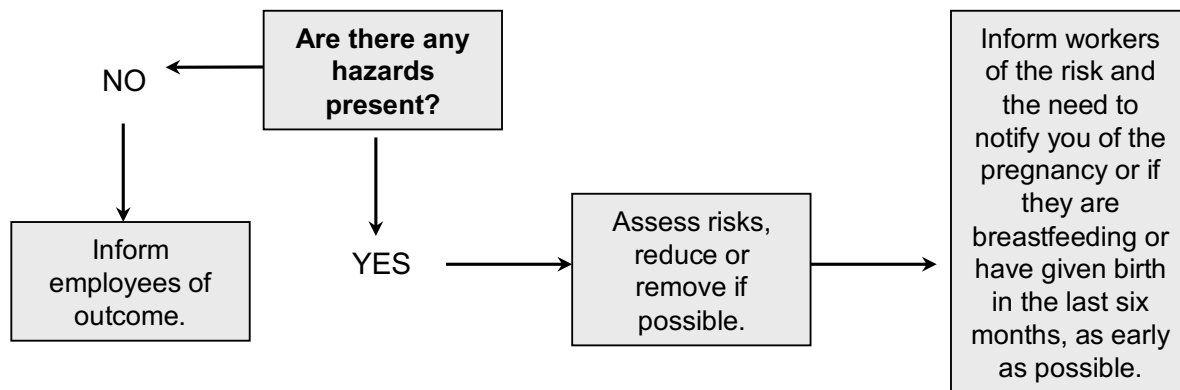 Are there any
hazards
present?
NO
Inform
employees of
outcome.
YES
Assess risks,
reduce or
remove if
possible.
Inform workers
of the risk and
the need to
notify you of the
pregnancy or if
they are
breastfeeding or
have given birth
in the last six
months, as early
as possible.